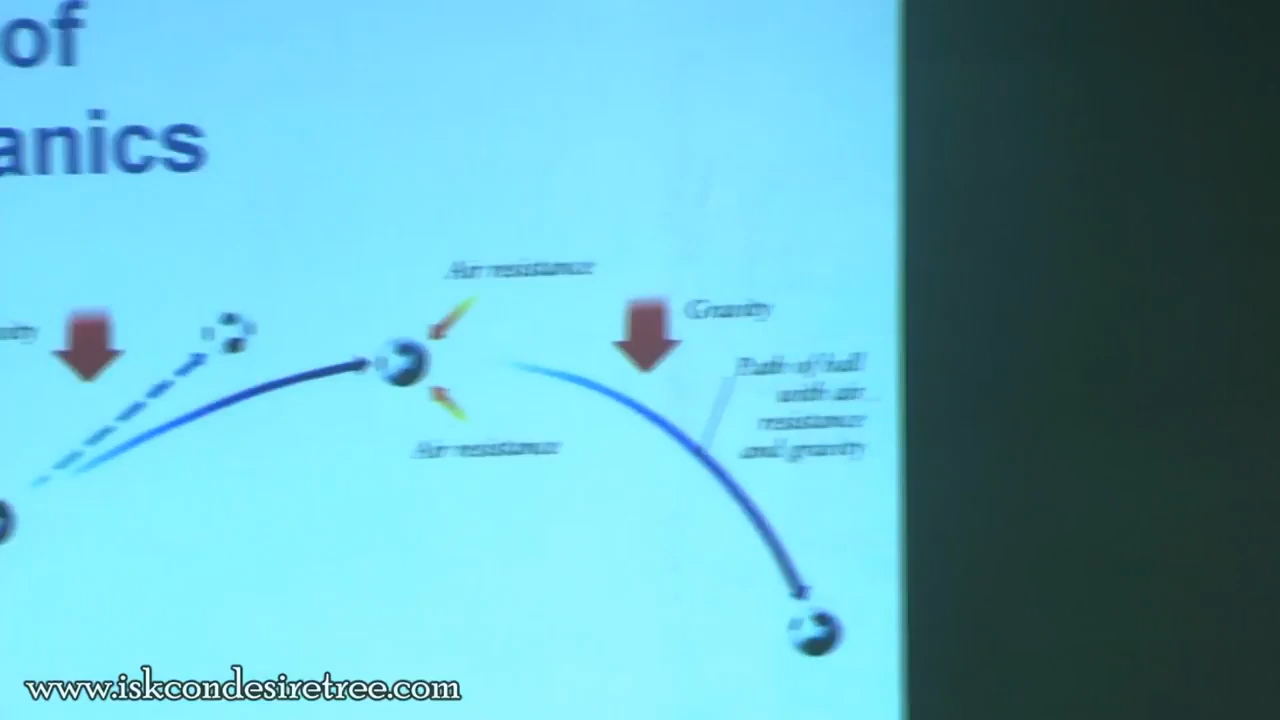 of
anics
Air resistance
Gravity
Path of ball
with air
resistance
and gravity
Air resistance
www.iskcondesiretree.com